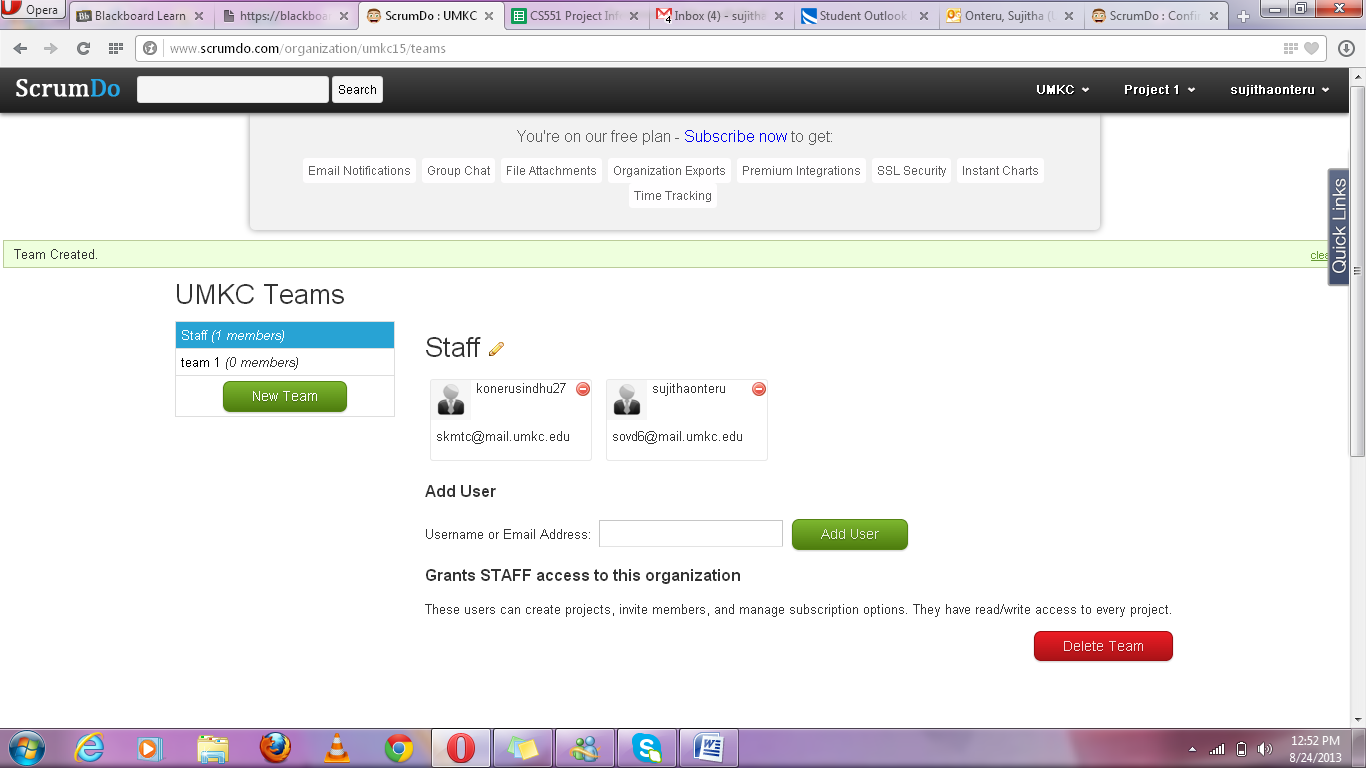 Opera
Blackboard Learn
https://blackboa
ScrumDo : UMKC
CS551 Project Inf
Inbox (4) - sujitha
Student Outlook
Onteru, Sujitha (
ScrumDo : Confi
www.scrumdo.com/organization/umkc15/teams
ScrumDo
Search
UMKC
Project 1
sujithaonteru
You're on our free plan - Subscribe now to get:
Email Notifications Group Chat File Attachments Organization Exports Premium Integrations SSL Security Instant Charts
Time Tracking
Quick Links
Team Created.
clea
UMKC Teams
Staff (1 members)
team 1 (0 members)
New Team
Staff
konerusindhu27
skmtc@mail.umkc.edu
sujithaonteru
sovd6@mail.umkc.edu
Add User
Username or Email Address:
Add User
Grants STAFF access to this organization
These users can create projects, invite members, and manage subscription options. They have read/write access to every project.
Delete Team
12:52 PM
8/24/2013